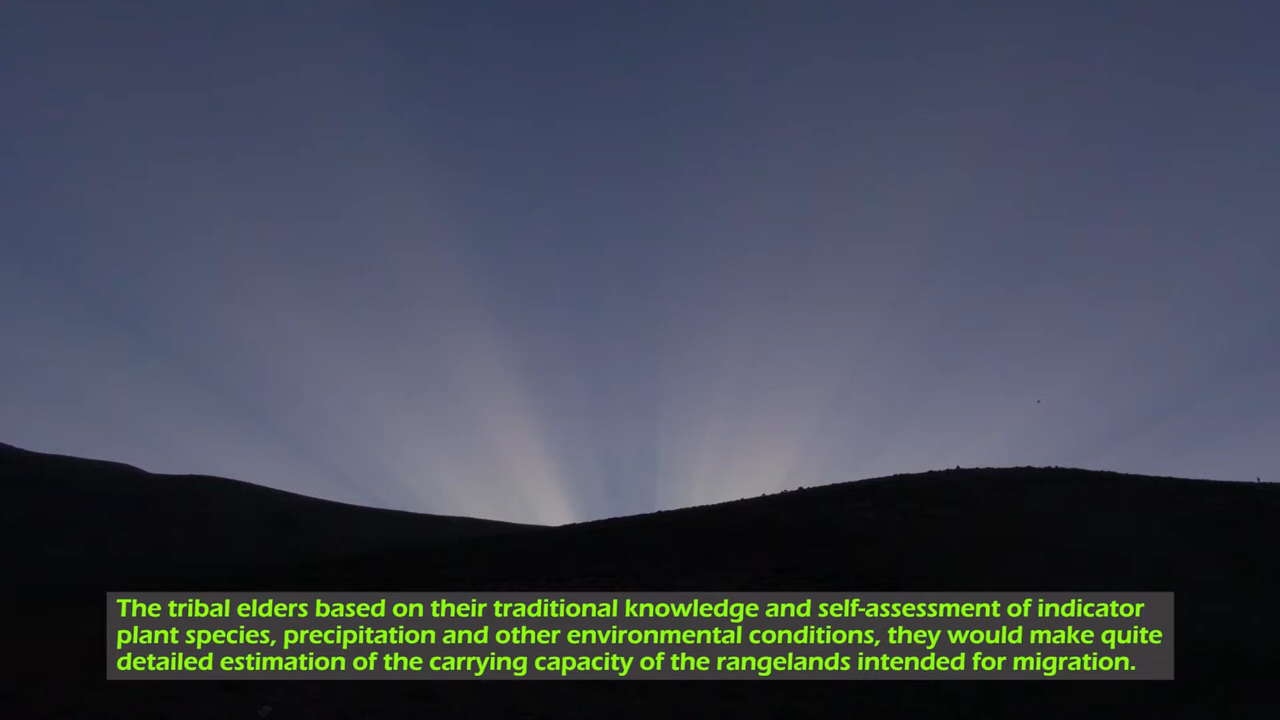 The tribal elders based on their traditional knowledge and self-assessment of indicator
plant species, precipitation and other environmental conditions, they would make quite
detailed estimation of the carrying capacity of the rangelands intended for migration.